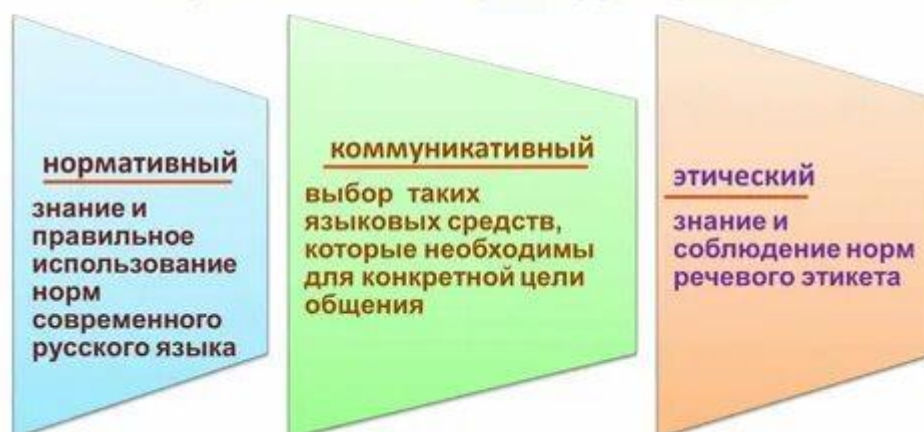 нормативный
знание и
правильное
использование
норм
современного
русского языка
коммуникативный
выбор таких
языковых средств,
которые необходимы
для конкретной цели
общения
этический
знание и
соблюдение норм
речевого этикета